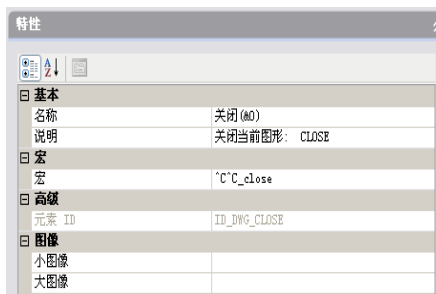 特性
基本
名称 关闭(&O)
说明 关闭当前图形: CLOSE
宏
宏 ^C^C_close
高级
元素 ID ID_DWG_CLOSE
图像
小图像
大图像